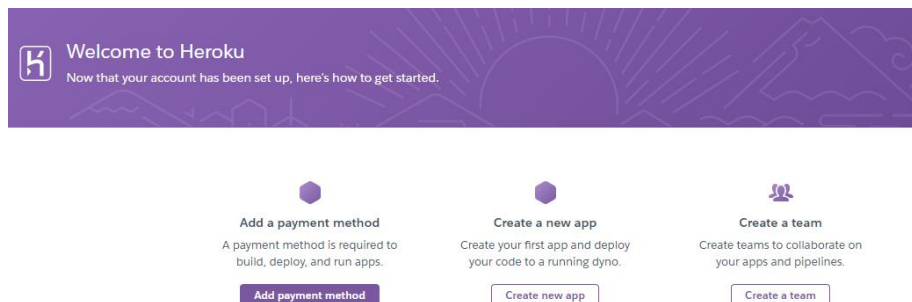 Welcome to Heroku
Now that your account has been set up, here's how to get started.
Add a payment method
A payment method is required to
build, deploy, and run apps.
Add payment method
Create a new app
Create your first app and deploy
your code to a running dyno.
Create new app
Create a team
Create teams to collaborate on
your apps and pipelines.
Create a team